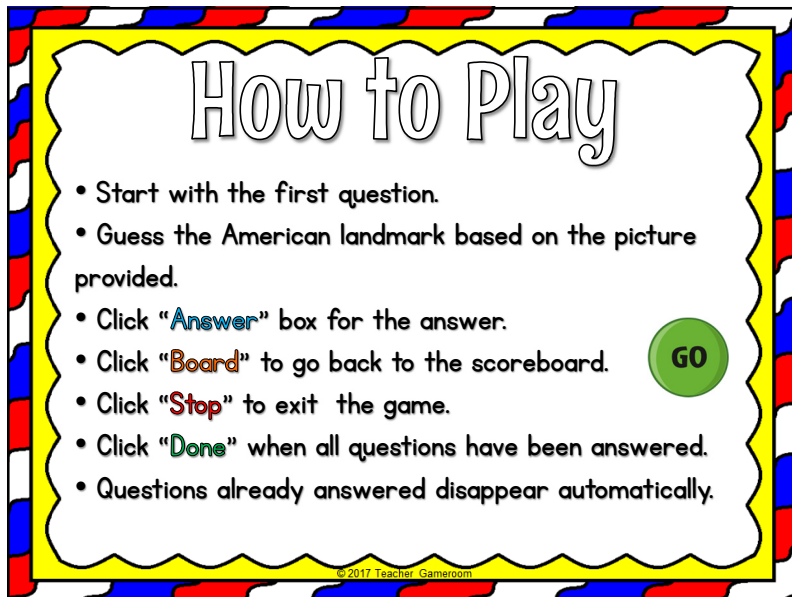 How to Play
• Start with the first question.
• Guess the American landmark based on the picture
provided.
• Click “Answer” box for the answer.
• Click “Board” to go back to the scoreboard.
GO
• Click “Stop” to exit  the game.
• Click “Done” when all questions have been answered.
• Questions already answered disappear automatically.
© 2017 Teacher Gameroom